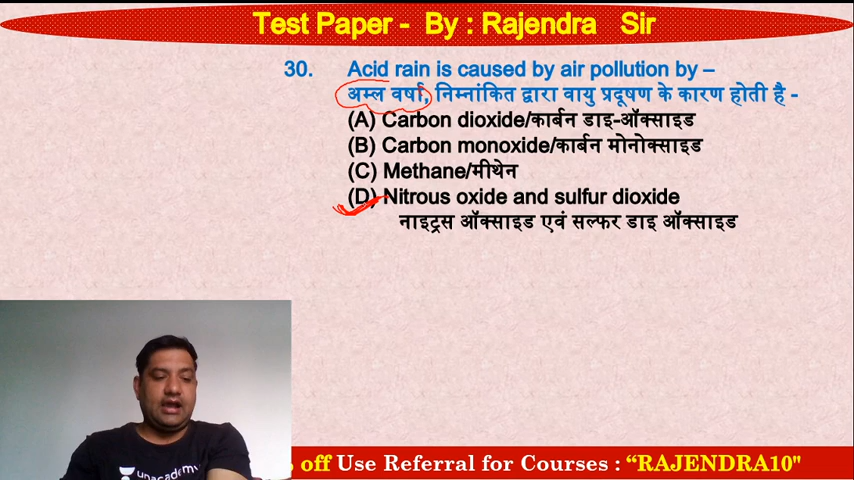 Test Paper - By : Rajendra Sir
30. Acid rain is caused by air pollution by –
अम्ल वर्षा, निम्नांकित द्वारा वायु प्रदूषण के कारण होती है -
(A) Carbon dioxide/कार्बन डाइ-ऑक्साइड
(B) Carbon monoxide/कार्बन मोनोक्साइड
(C) Methane/मीथेन
(D) Nitrous oxide and sulfur dioxide
नाइट्रस ऑक्साइड एवं सल्फर डाइ ऑक्साइड
unacademy
off Use Referral for Courses : “RAJENDRA10"